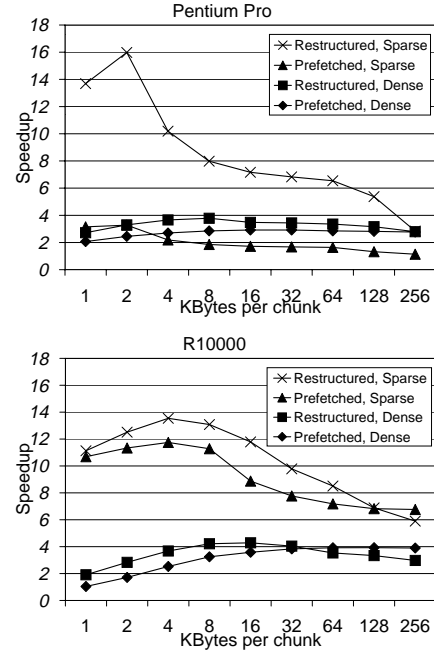 Pentium Pro
18
16
14
12
10
8
6
4
2
0
Speedup
Restructured, Sparse
Prefetched, Sparse
Restructured, Dense
Prefetched, Dense
1 2 4 8 16 32 64 128 256
KBytes per chunk
R10000
18
16
14
12
10
8
6
4
2
0
Speedup
Restructured, Sparse
Prefetched, Sparse
Restructured, Dense
Prefetched, Dense
1 2 4 8 16 32 64 128 256
KBytes per chunk